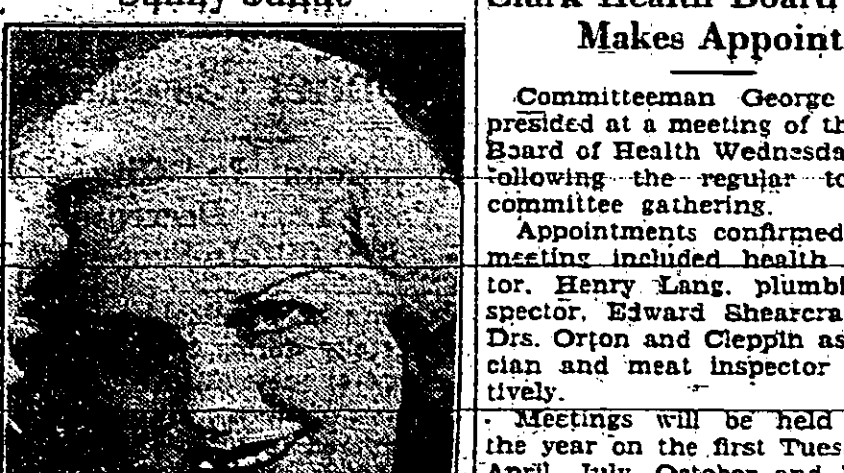 Clark Health Board
Makes Appoint
Committeeman George
presided at a meeting of th
Board of Health Wednesda
following the regular to
committee gathering.
Appointments confirmed
meeting included health
tor, Henry Lang, plumbi
spector, Edward Shearcra
Drs. Orton and Cleppin as
cian and meat inspector
tively.
Meetings will be held
the year on the first Tues
April, July, October and